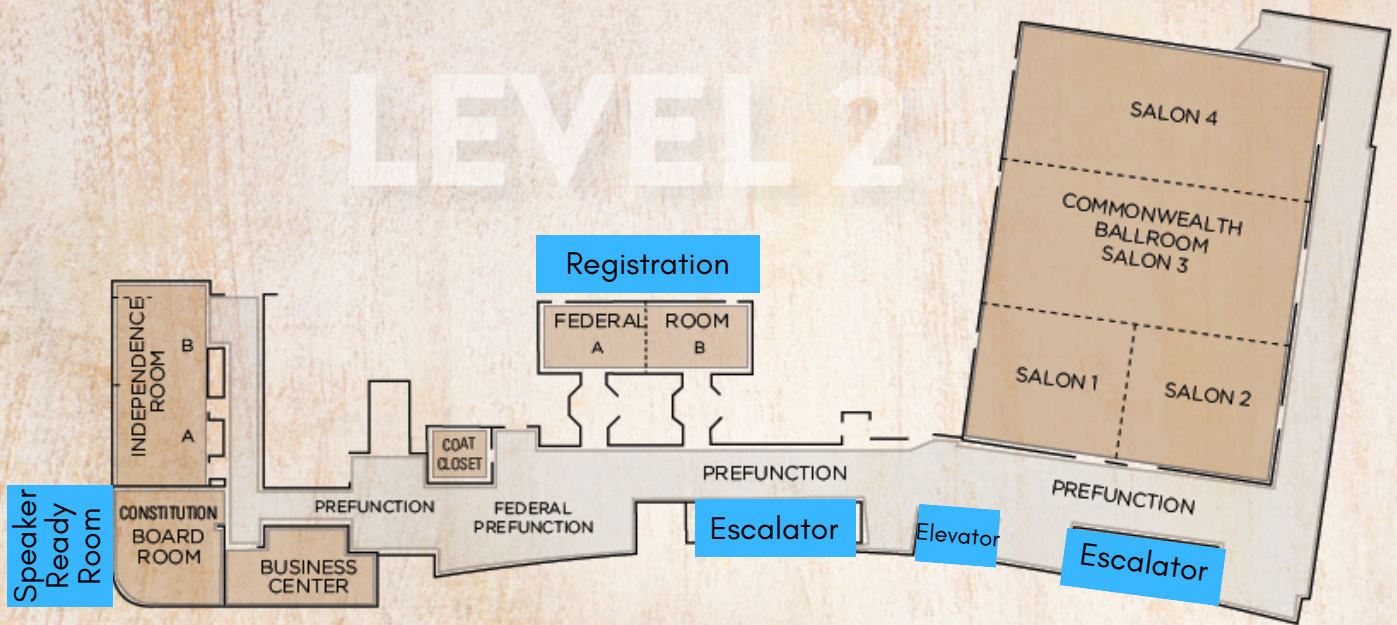 LEVEL 2
SALON 4
COMMONWEALTH
BALLROOM
SALON 3
SALON 1
SALON 2
Registration
FEDERAL ROOM
A B
INDEPENDENCE
ROOM
B
A
COAT
CLOSET
PREFUNCTION
PREFUNCTION
FEDERAL
PREFUNCTION
PREFUNCTION
Speaker
Ready
Room
CONSTITUTION
BOARD
ROOM
BUSINESS
CENTER
Escalator
Elevator
Escalator